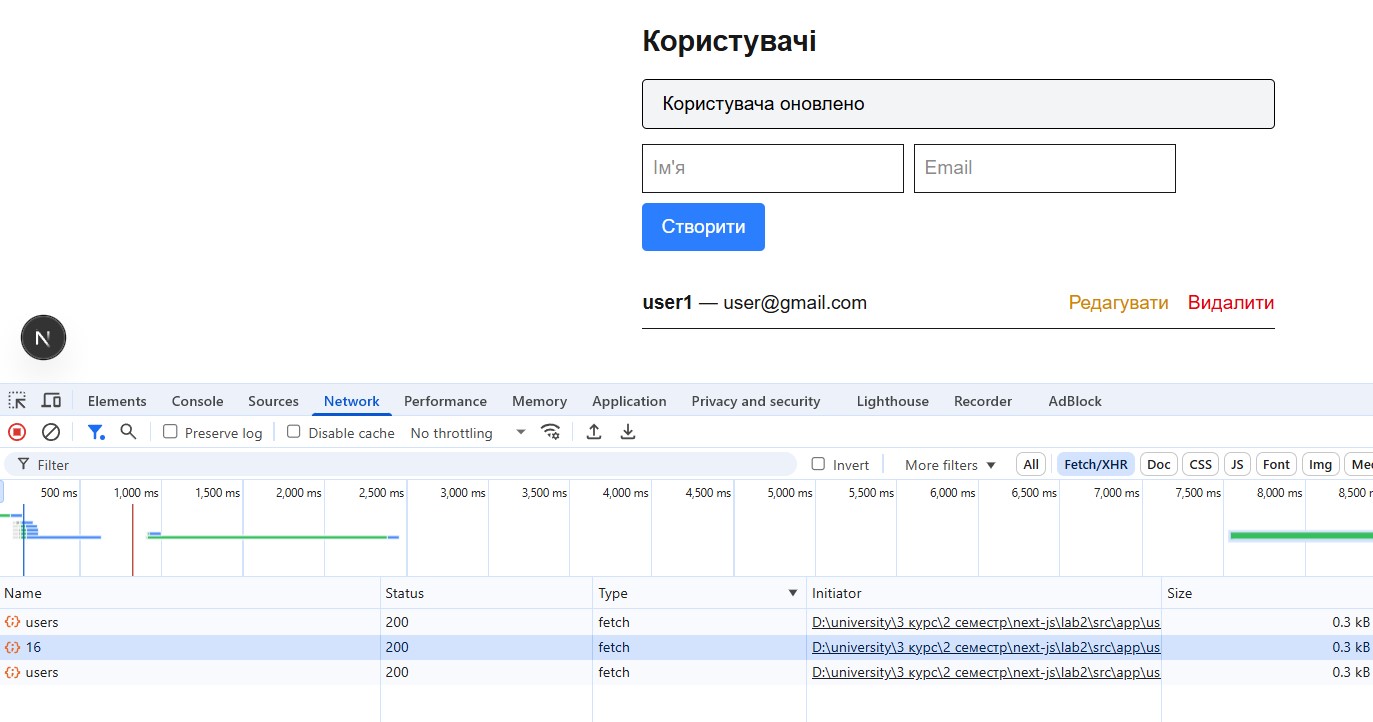 Користувачі
Користувача оновлено
Ім'я Email
Створити
user1 — user@gmail.com Редагувати Видалити
N
Elements Console Sources Network Performance Memory Application Privacy and security Lighthouse Recorder AdBlock
Preserve log Disable cache No throttling
Filter Invert More filters All Fetch/XHR Doc CSS JS Font Img Me
500 ms 1,000 ms 1,500 ms 2,000 ms 2,500 ms 3,000 ms 3,500 ms 4,000 ms 4,500 ms 5,000 ms 5,500 ms 6,000 ms 6,500 ms 7,000 ms 7,500 ms 8,000 ms 8,500 r
Name Status Type Initiator Size
users 200 fetch D:\university\3 курс\2 семестр\next-js\lab2\src\app\us 0.3 kB
16 200 fetch D:\university\3 курс\2 семестр\next-js\lab2\src\app\us 0.3 kB
users 200 fetch D:\university\3 курс\2 семестр\next-js\lab2\src\app\us 0.3 kB